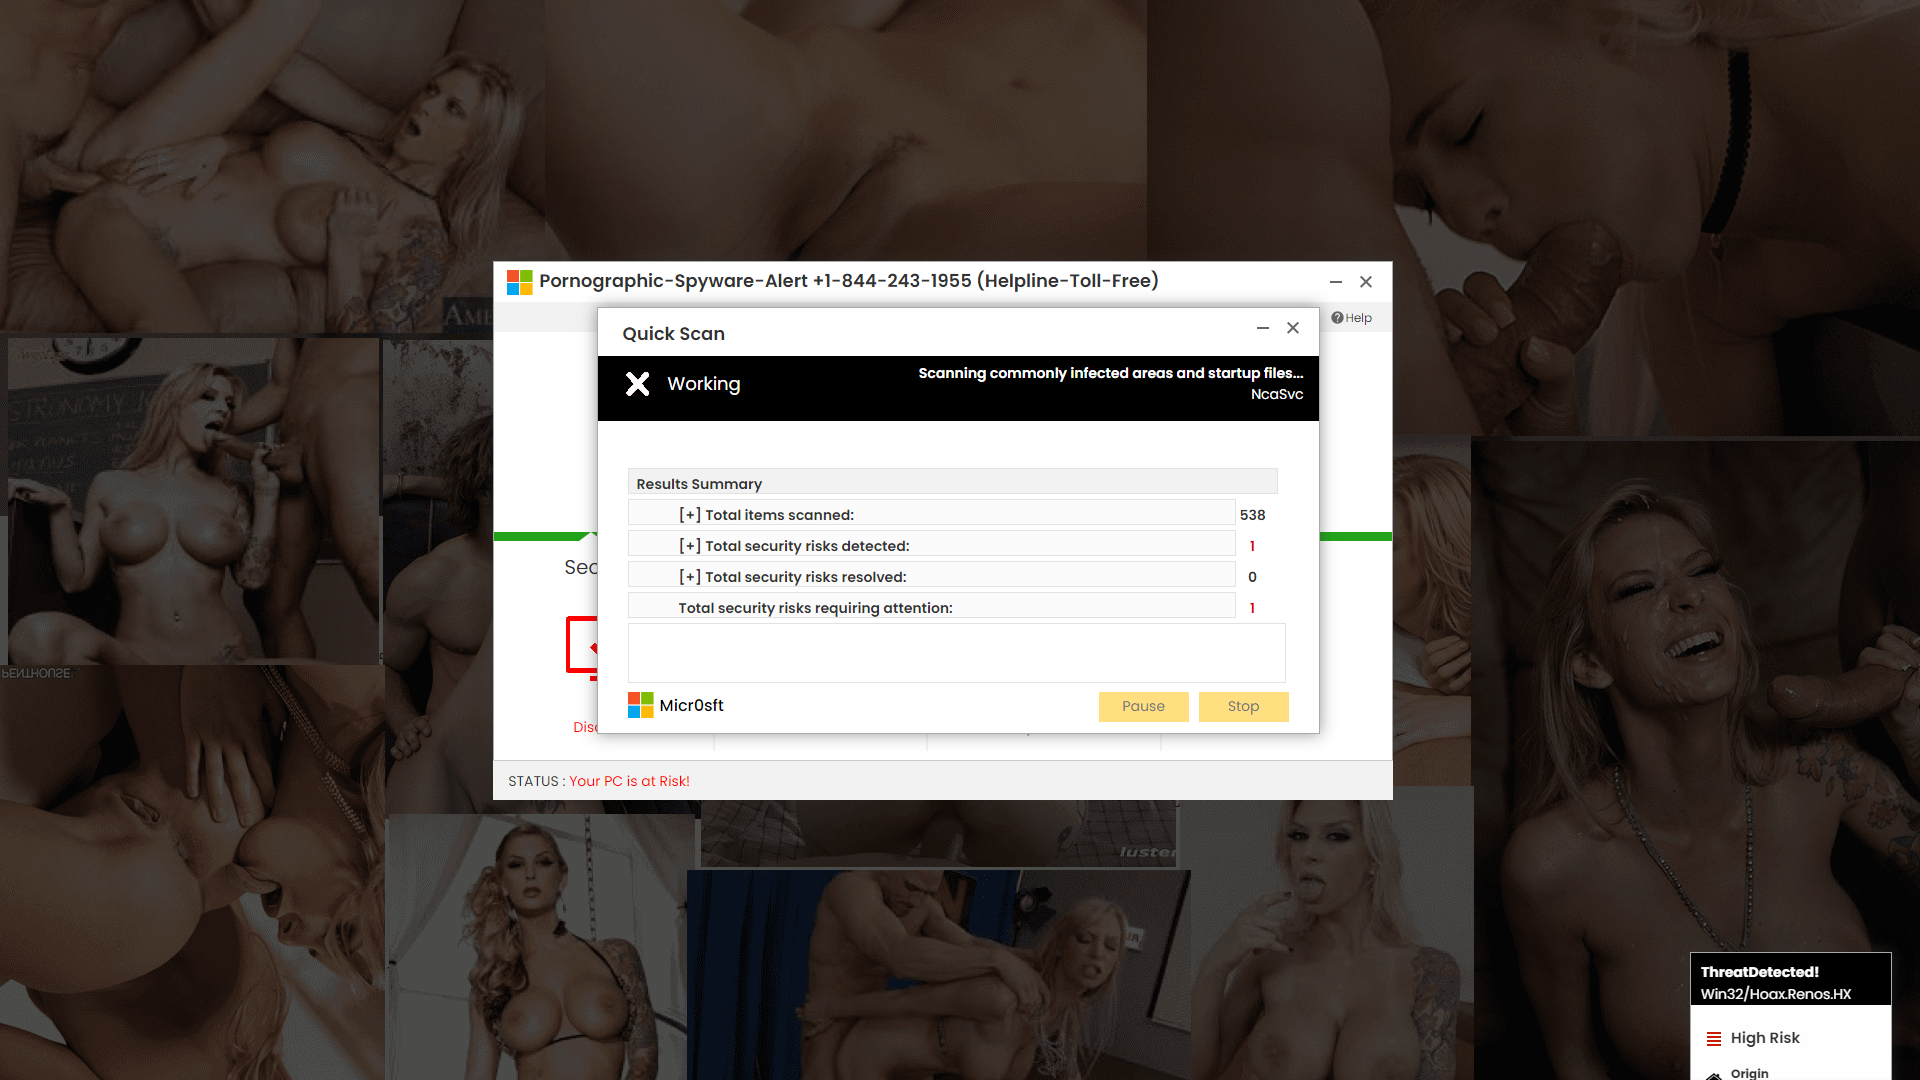 Pornographic-Spyware-Alert +1-844-243-1955 (Helpline-Toll-Free)
Help
Quick Scan
Working
Scanning commonly infected areas and startup files...
NcaSvc
Results Summary
[+] Total items scanned: 538
[+] Total security risks detected: 1
[+] Total security risks resolved: 0
Total security risks requiring attention: 1
Sec
Disc
Micr0sft
Pause
Stop
STATUS : Your PC is at Risk!
PENTHOUSE
luster
ThreatDetected!
Win32/Hoax.Renos.HX
High Risk
Origin